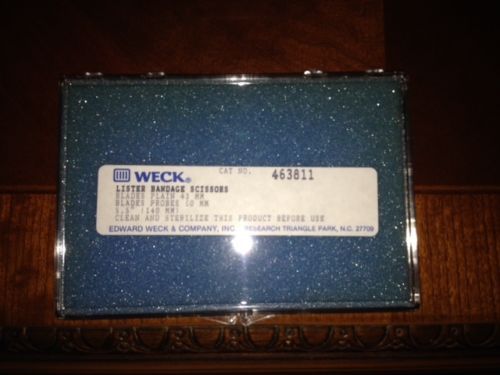 CAT NO. 463811
WECK®
LISTER BANDAGE SCISSORS
BLADES PLAIN 43 MM
BLADES PROBES 50 MM
5.5" (140 MM)
CLEAN AND STERILIZE THIS PRODUCT BEFORE USE
EDWARD WECK & COMPANY, INC. RESEARCH TRIANGLE PARK, N.C. 27709